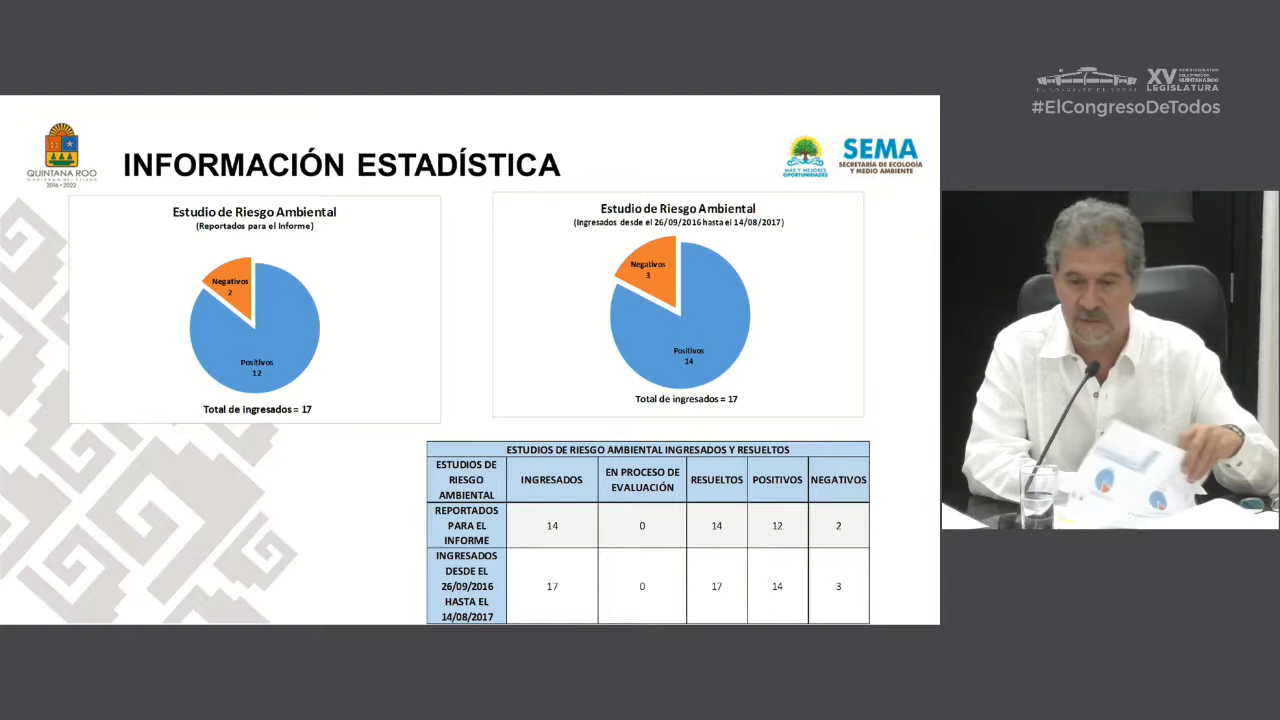 XV
LEGISLATURA
#ElCongresoDeTodos
QUINTANA ROO
2016•2022
INFORMACIÓN ESTADÍSTICA
MÁS Y MEJORES
OPORTUNIDADES
SEMA
SECRETARÍA DE ECOLOGÍA
Y MEDIO AMBIENTE
Estudio de Riesgo Ambiental
(Reportados para el Informe)
Negativos
2
Positivos
12
Total de ingresados = 17
Estudio de Riesgo Ambiental
(Ingresados desde el 26/09/2016 hasta el 14/08/2017)
Negativos
3
Positivos
14
Total de ingresados = 17
ESTUDIOS DE RIESGO AMBIENTAL INGRESADOS Y RESUELTOS
ESTUDIOS DE
RIESGO
AMBIENTAL
INGRESADOS
EN PROCESO DE
EVALUACIÓN
RESUELTOS
POSITIVOS
NEGATIVOS
REPORTADOS
PARA EL
INFORME
14
0
14
12
2
INGRESADOS
DESDE EL
26/09/2016
HASTA EL
14/08/2017
17
0
17
14
3